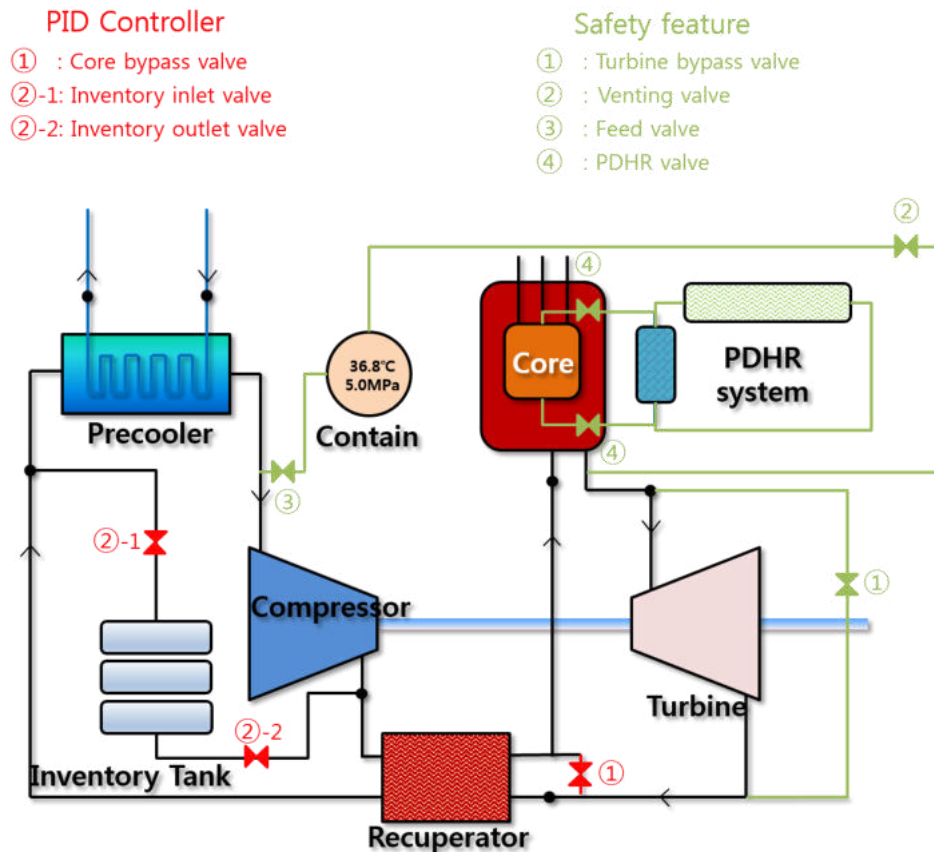 PID Controller
① : Core bypass valve
②-1: Inventory inlet valve
②-2: Inventory outlet valve
Safety feature
① : Turbine bypass valve
② : Venting valve
③ : Feed valve
④ : PDHR valve
②
④
36.8℃
5.0MPa
Core
PDHR
system
Precooler
Contain
④
③
②-1
Compressor
①
Turbine
②-2
Inventory Tank
①
Recuperator